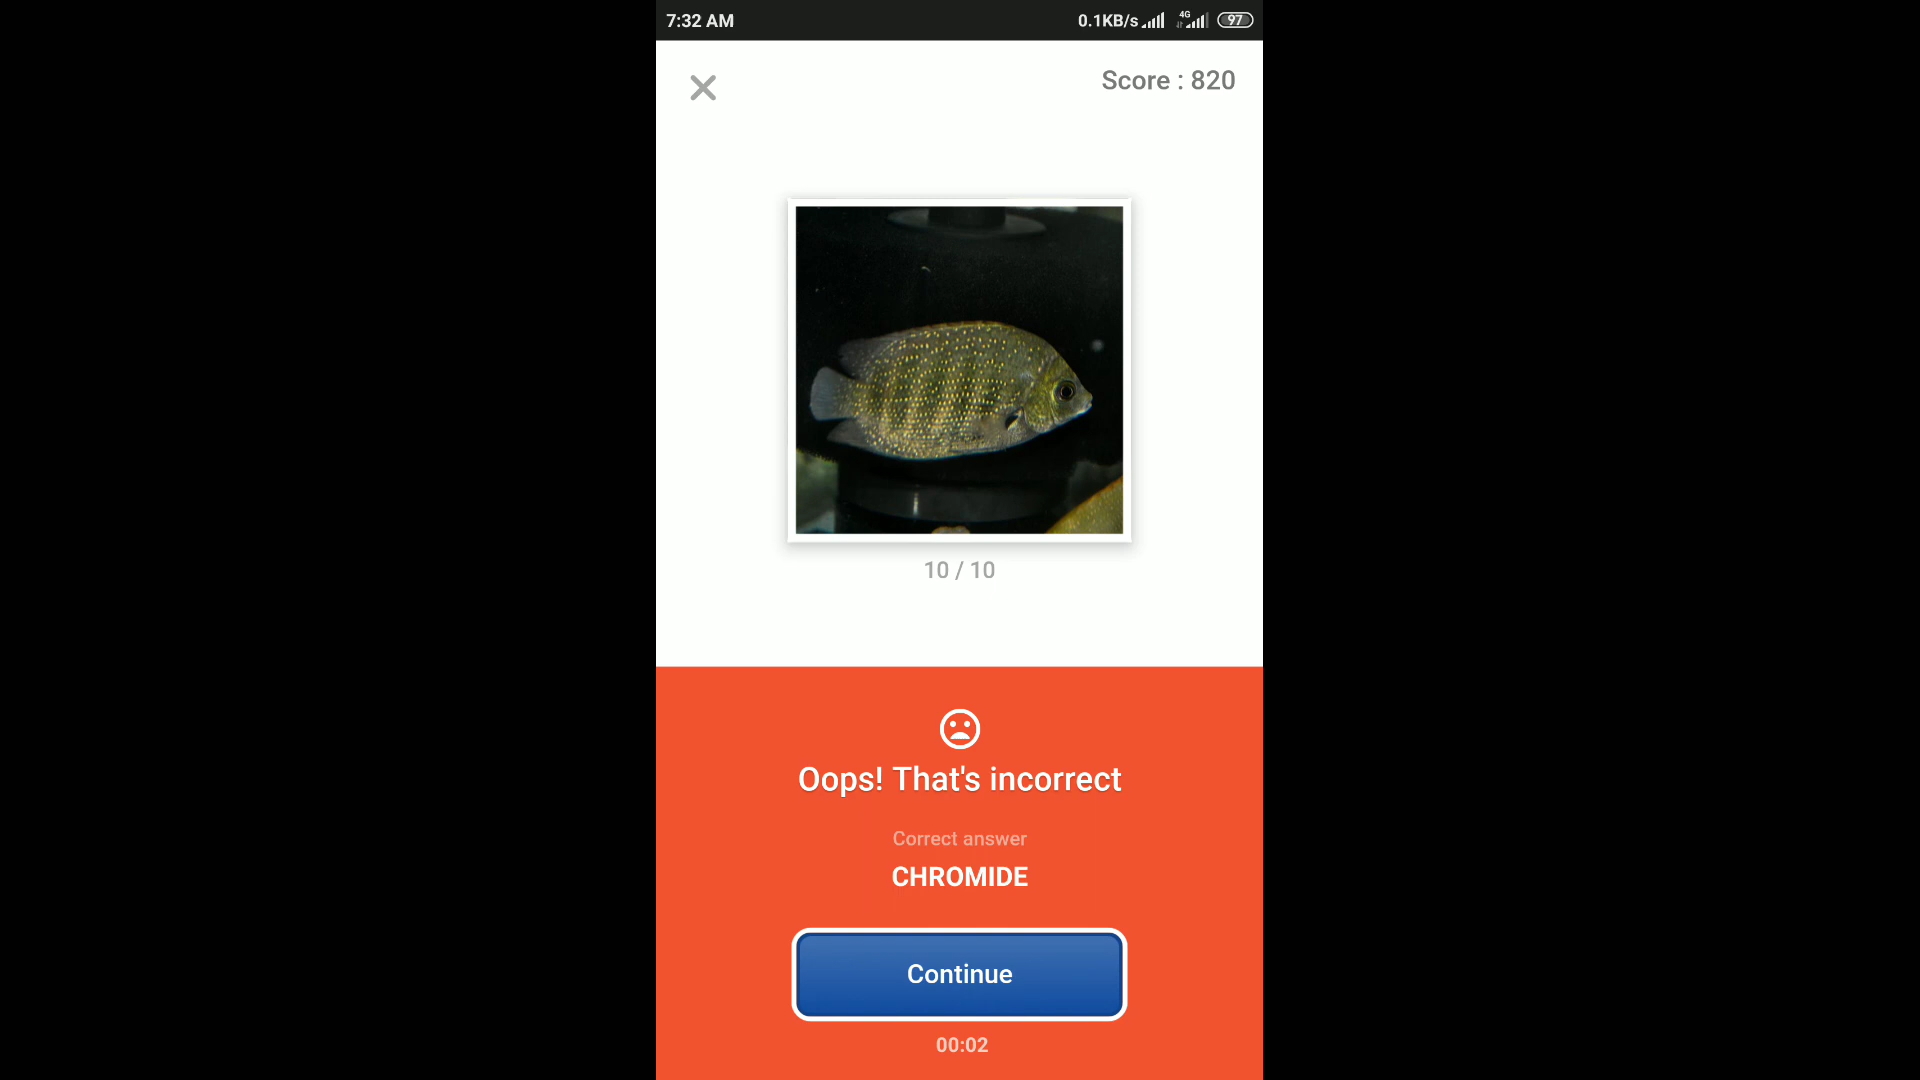 7:32 AM
0.1KB/s 4G 97
Score : 820
10 / 10
Oops! That's incorrect
Correct answer
CHROMIDE
Continue
00:02